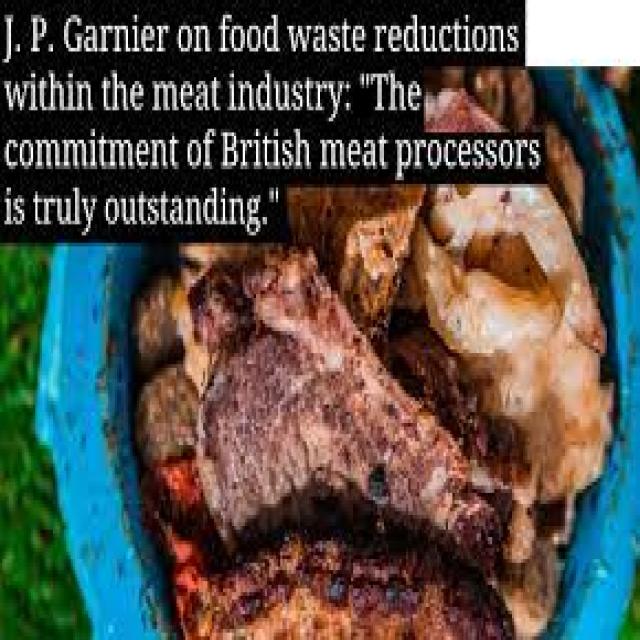 J. P. Garnier on food waste reductions
within the meat industry: "The
commitment of British meat processors
is truly outstanding."